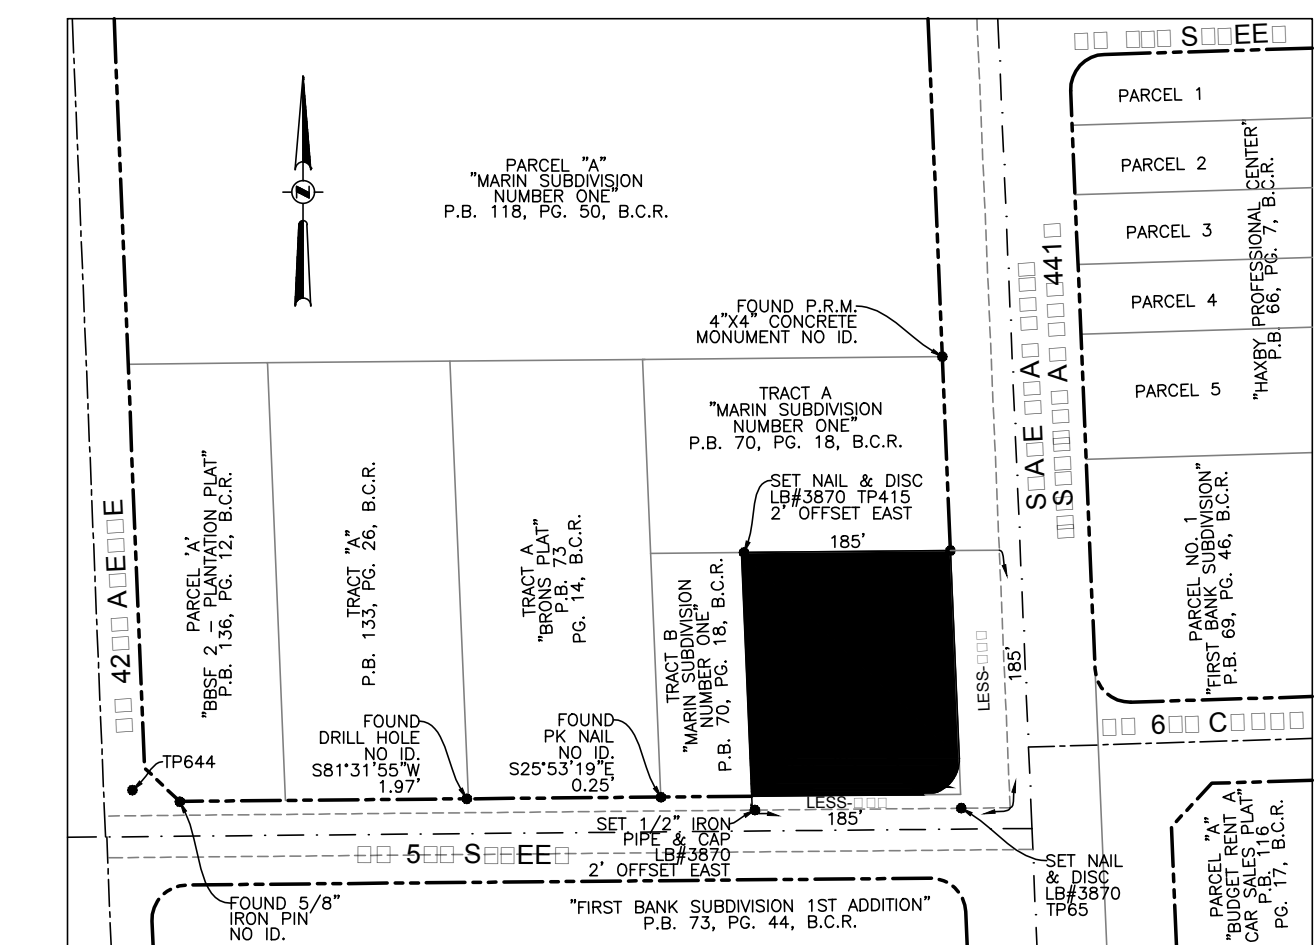 PARCEL "A"
"MARIN SUBDIVISION
NUMBER ONE"
P.B. 118, PG. 50, B.C.R.
PARCEL 1
PARCEL 2
PARCEL 3
PARCEL 4
PARCEL 5
"HAXBY PROFESSIONAL CENTER"
P.B. 66, PG. 7, B.C.R.
441
FOUND P.R.M.
4"X4" CONCRETE
MONUMENT NO ID.
TRACT A
"MARIN SUBDIVISION
NUMBER ONE"
P.B. 70, PG. 18, B.C.R.
SET NAIL & DISC
LB#3870 TP415
2' OFFSET EAST
185'
PARCEL 'A'
"BBSF 2 – PLANTATION PLAT"
P.B. 136, PG. 12, B.C.R.
TRACT "A"
P.B. 133, PG. 26, B.C.R.
TRACT A
"BRONS PLAT"
P.B. 73
PG. 14, B.C.R.
TRACT B
"MARIN SUBDIVISION
NUMBER ONE"
P.B. 70, PG. 18, B.C.R.
LESS-
185'
PARCEL NO. 1
"FIRST BANK SUBDIVISION"
P.B. 69, PG. 46, B.C.R.
42
TP644
FOUND
DRILL HOLE
NO ID.
S81°31'55"W
1.97'
FOUND
PK NAIL
NO ID.
S25°53'19"E
0.25'
LESS-
185'
SET 1/2" IRON
PIPE & CAP
LB#3870
2' OFFSET EAST
SET NAIL
& DISC
LB#3870
TP65
FOUND 5/8"
IRON PIN
NO ID.
"FIRST BANK SUBDIVISION 1ST ADDITION"
P.B. 73, PG. 44, B.C.R.
PARCEL "A"
"BUDGET RENT A
CAR SALES PLAT"
P.B. 116
PG. 17, B.C.R.